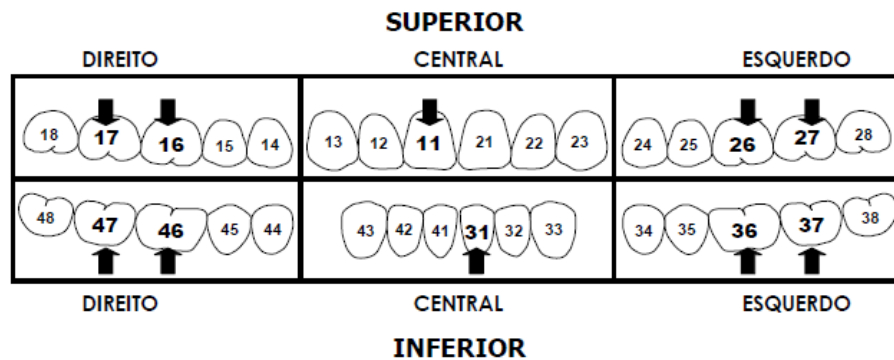 SUPERIOR
DIREITO CENTRAL ESQUERDO
18 17 16 15 14 13 12 11 21 22 23 24 25 26 27 28
48 47 46 45 44 43 42 41 31 32 33 34 35 36 37 38
DIREITO CENTRAL ESQUERDO
INFERIOR